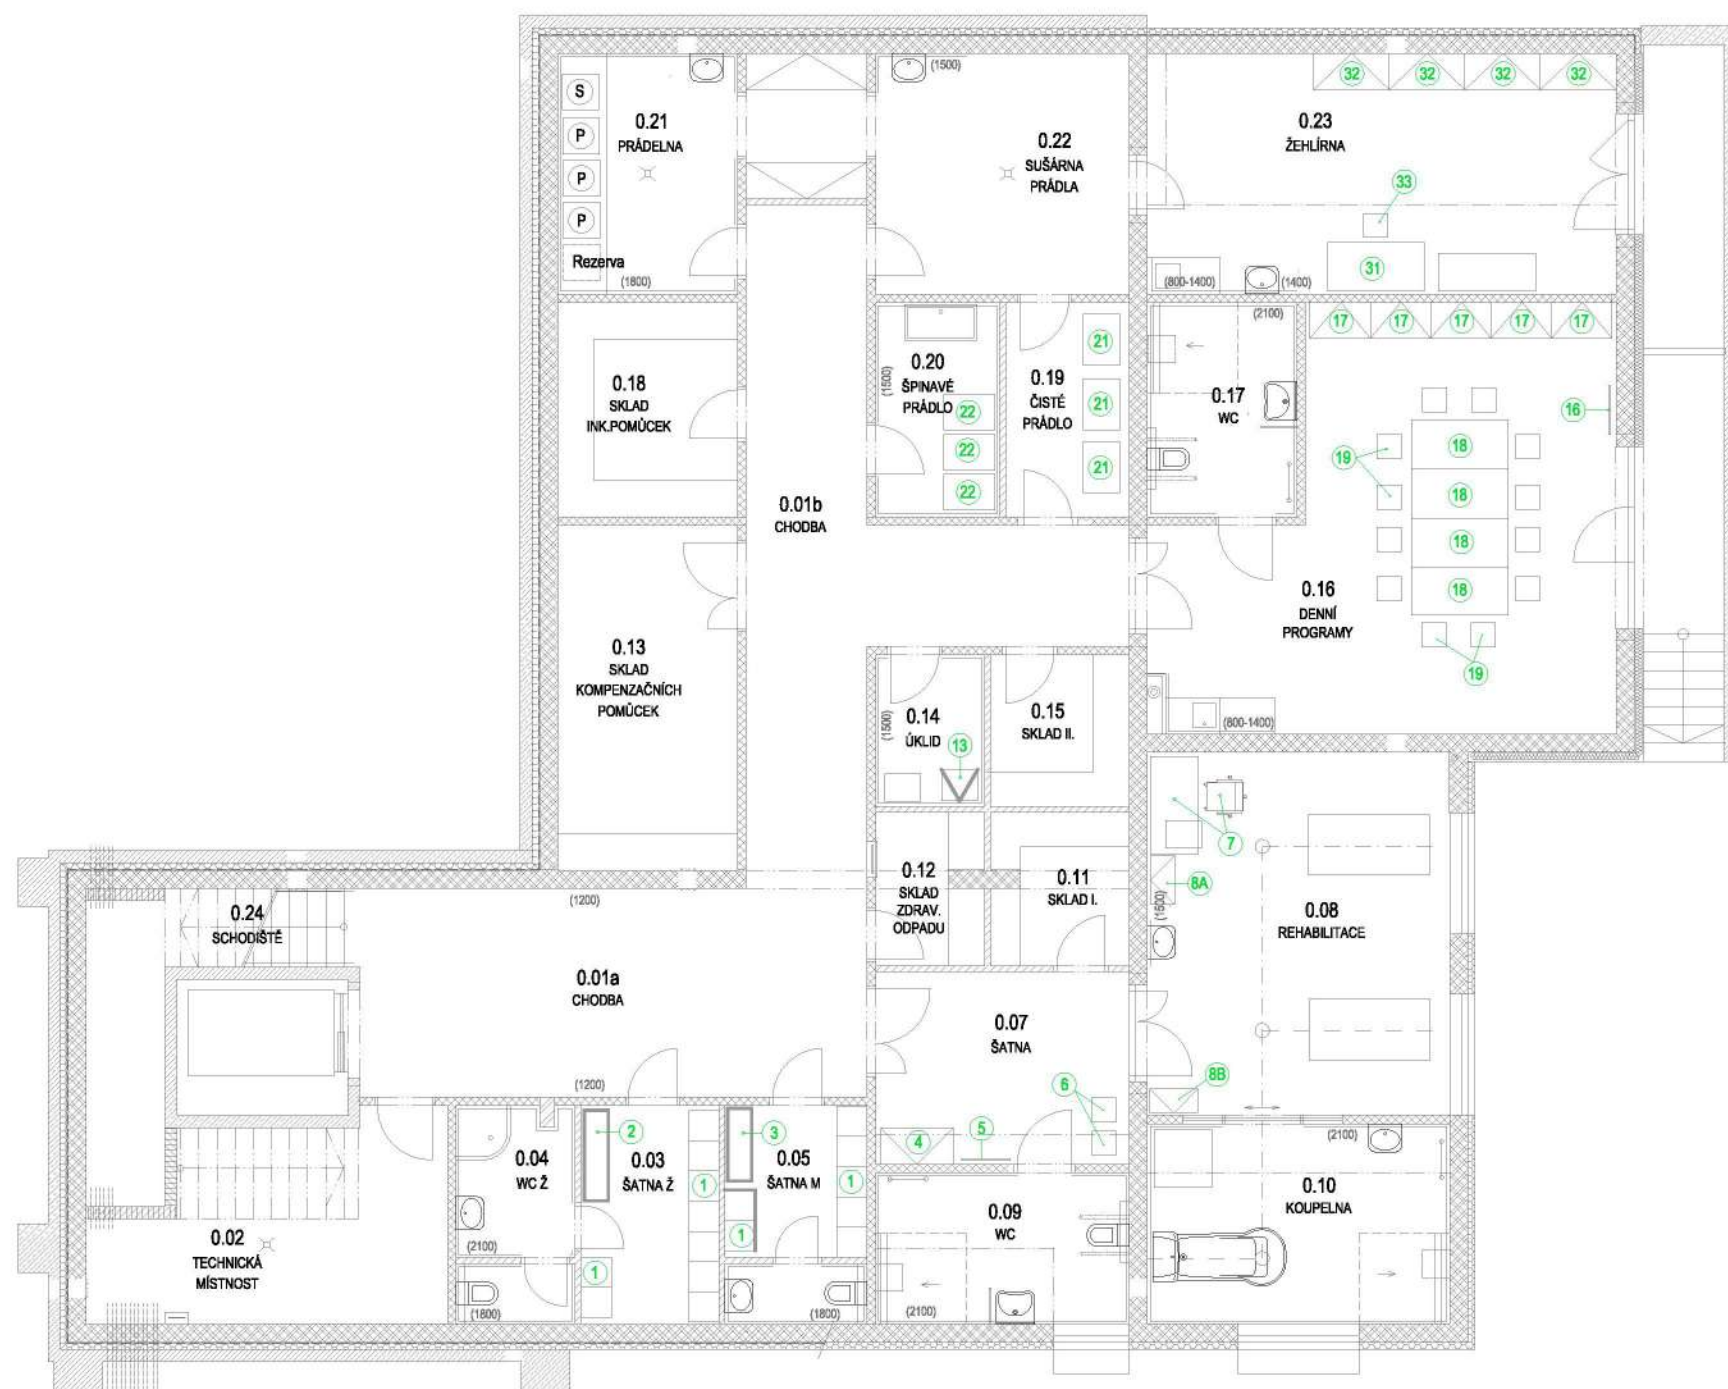 S
P
P
P
Rezerva
(1800)
0.21
PRÁDELNA
(1500)
0.22
SUŠÁRNA
PRÁDLA
32
32
32
32
0.23
ŽEHLÍRNA
33
31
(800-1400)
(1400)
0.18
SKLAD
INK.POMŮCEK
0.20
ŠPINAVÉ
PRÁDLO
(1500)
22
22
22
0.19
ČISTÉ
PRÁDLO
21
21
21
(2100)
0.17
WC
17
17
17
17
17
16
18
18
18
18
19
19
0.16
DENNÍ
PROGRAMY
(800-1400)
0.01b
CHODBA
0.13
SKLAD
KOMPENZAČNÍCH
POMŮCEK
0.14
ÚKLID
(1500)
13
0.15
SKLAD II.
0.12
SKLAD
ZDRAV.
ODPADU
0.11
SKLAD I.
7
8A
(1500)
0.08
REHABILITACE
8B
0.24
SCHODIŠTĚ
(1200)
0.01a
CHODBA
(1200)
0.07
ŠATNA
6
5
4
0.02
TECHNICKÁ
MÍSTNOST
0.04
WC Ž
(2100)
(1800)
2
0.03
ŠATNA Ž
1
1
3
0.05
ŠATNA M
1
1
(1800)
0.09
WC
(2100)
(2100)
0.10
KOUPELNA